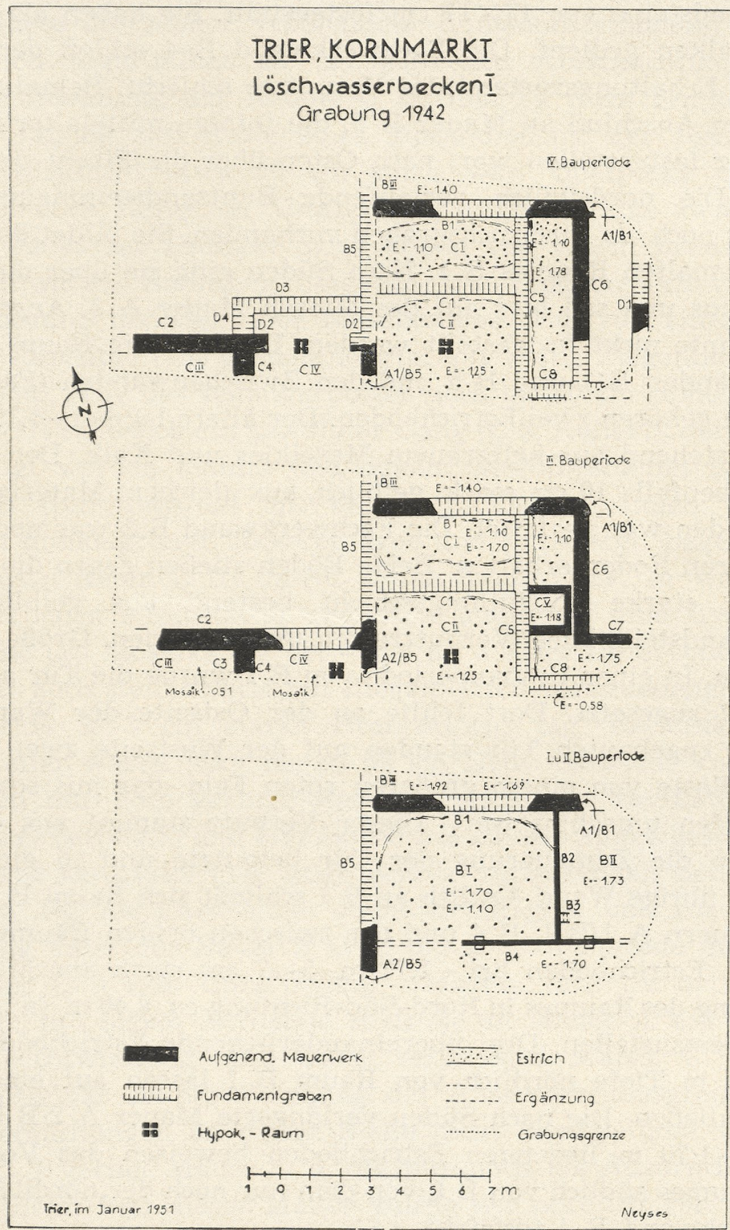 TRIER, KORNMARKT
Löschwasserbecken I
Grabung 1942
IV. Bauperiode
B III E=-1.40
A1/B1
B1
E=-1,10 C I
E=-1.10
E=-1.78
B5
C5
C6
D3
D4
D1
C1
C II
C2
D2
D2
C III
C4
C IV
A1/B5
E=-1.25
C8
N
III. Bauperiode
B III E=-1.40
A1/B1
B1
E=-1.10
C I
E=-1.70
E=-1.10
B5
C6
C1
C V
E=-1.18
C2
C II
C5
C7
C III
C3
C4
C IV
A2/B5
E=-1.25
C8
E=-1.75
Mosaik -0.51
Mosaik
E=-0.58
I.u.II. Bauperiode
B III E=-1.92 E=-1.69
A1/B1
B1
B5
B2
B II
B I
E=-1.73
E=-1.70
E=-1.10
B3
B4
E=-1.70
A2/B5
Aufgehend. Mauerwerk
Estrich
Fundamentgraben
Ergänzung
Hypok.-Raum
Grabungsgrenze
1 0 1 2 3 4 5 6 7 m
Trier, im Januar 1951
Neyses